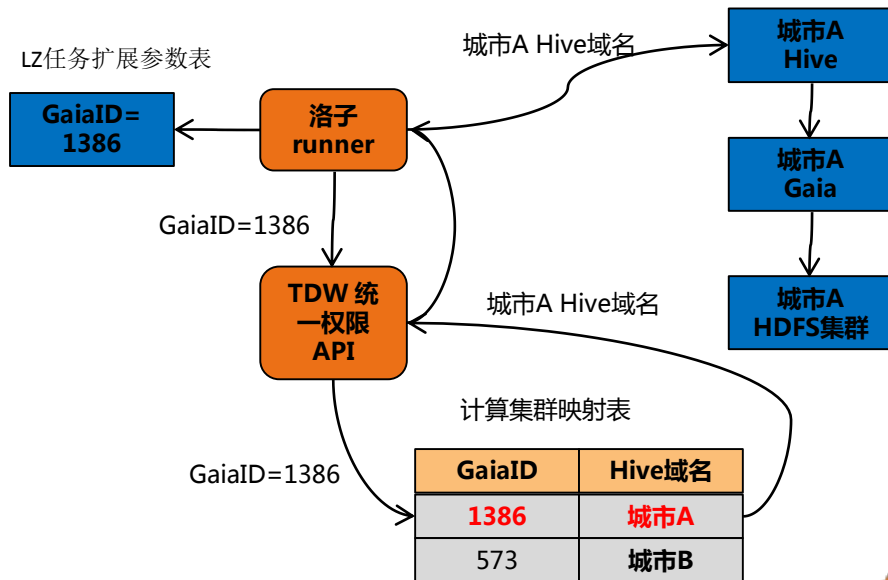 城市A Hive域名
城市A
Hive
LZ任务扩展参数表
GaiaID=
1386
洛子
runner
城市A
Gaia
GaiaID=1386
TDW 统
一权限
API
城市A Hive域名
城市A
HDFS集群
计算集群映射表
GaiaID=1386
GaiaID Hive域名
1386 城市A
573 城市B